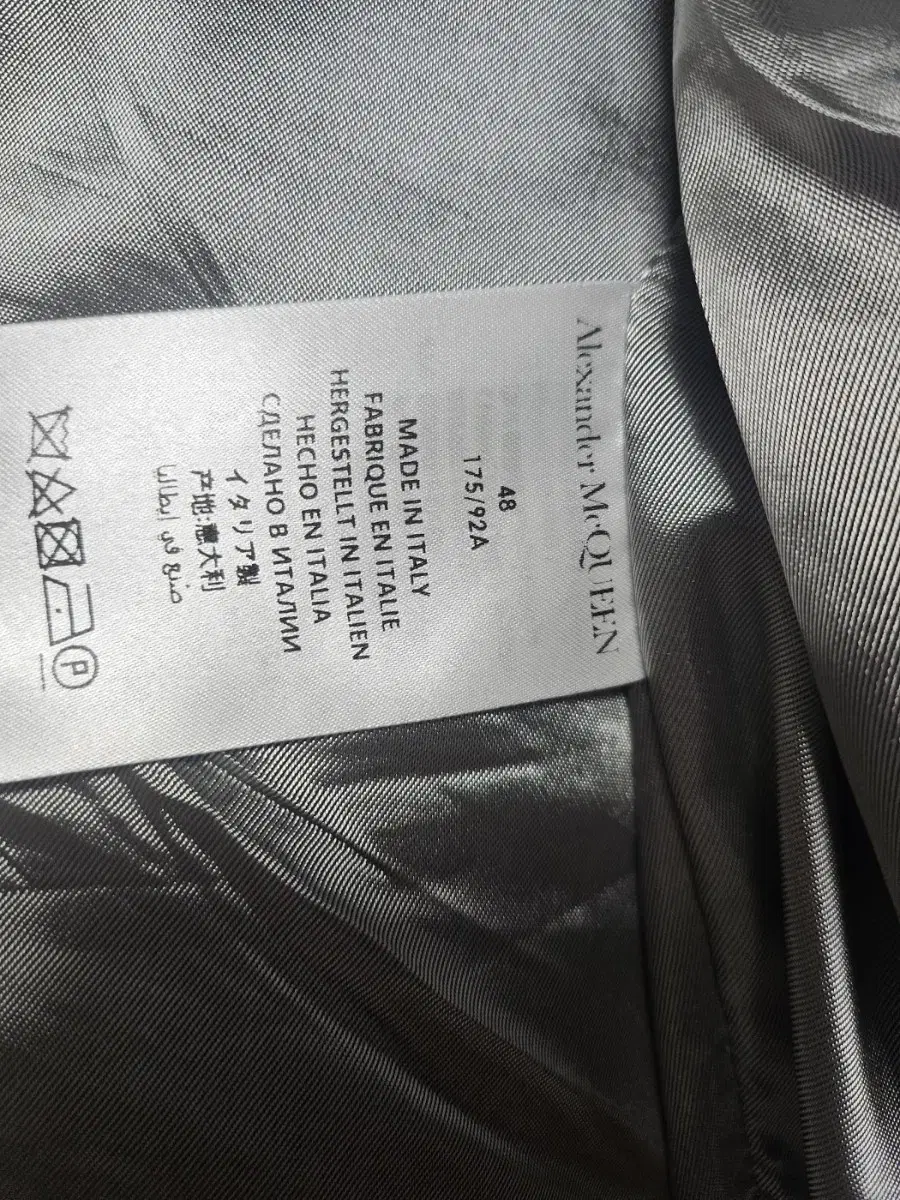 Alexander McQUEEN
48
175/92A
MADE IN ITALY
FABRIQUE EN ITALIE
HERGESTELLT IN ITALIEN
HECHO EN ITALIA
СДЕЛАНО В ИТАЛИИ
イタリア製
产地:意大利
صنع في ايطاليا
P